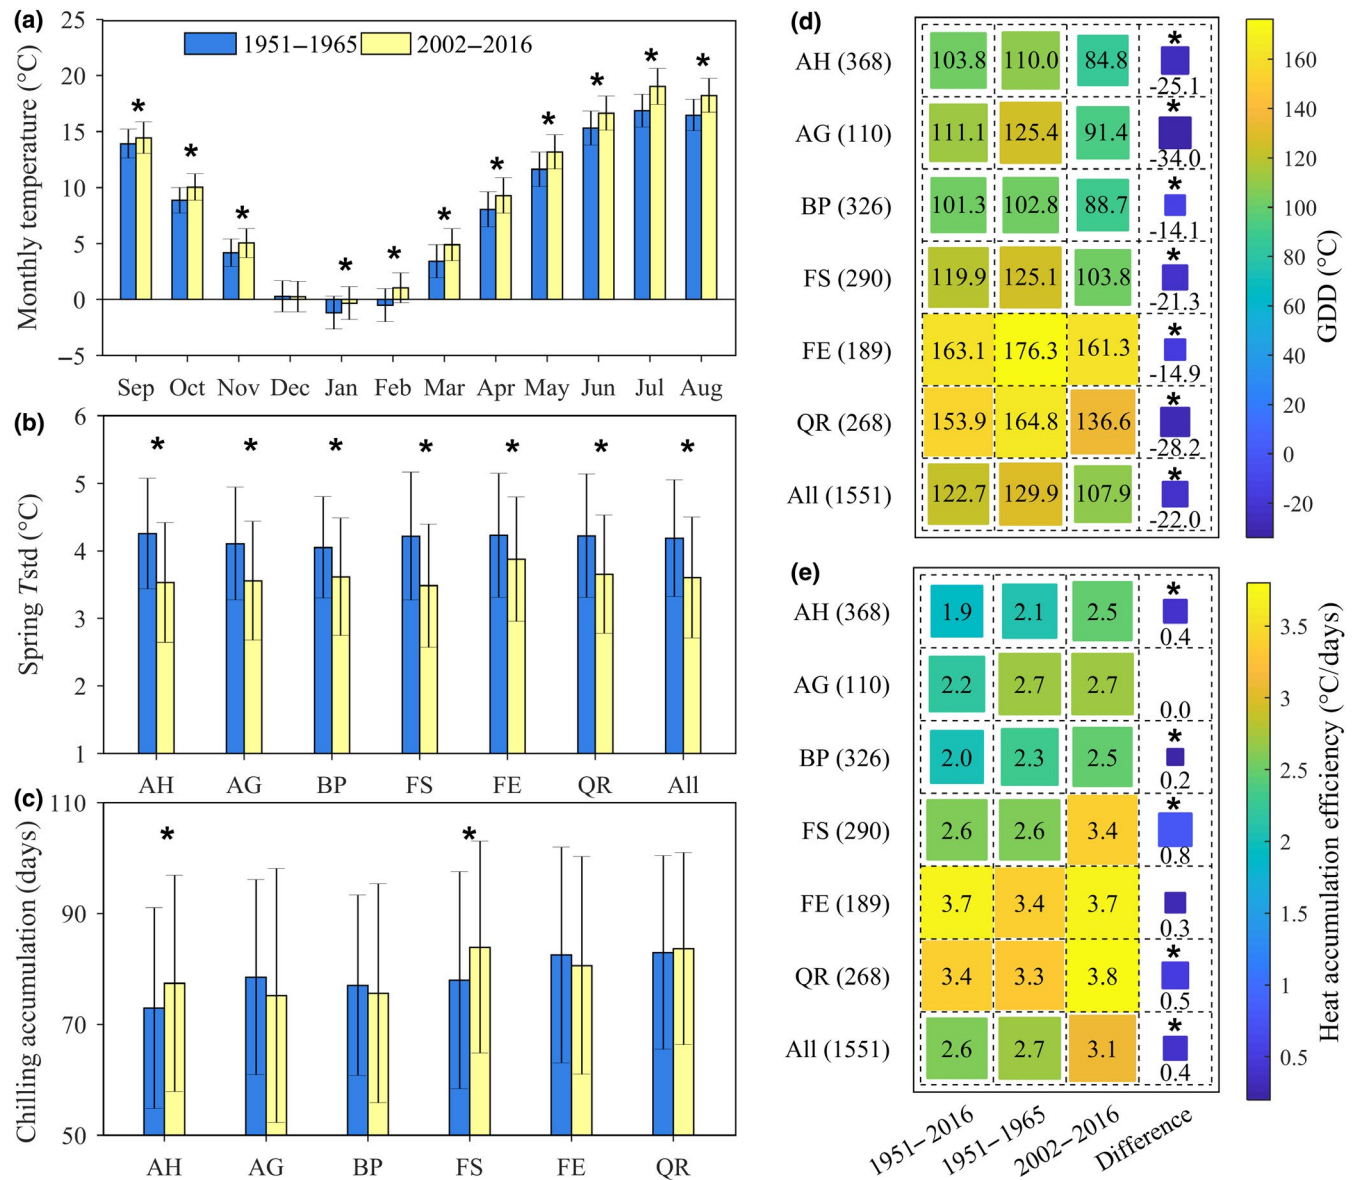 (a)
Monthly temperature (°C)
25
20
15
10
5
0
−5
1951−1965
2002−2016
* * * * * * * * * * *
Sep Oct Nov Dec Jan Feb Mar Apr May Jun Jul Aug
(b)
Spring Tstd (°C)
6
5
4
3
2
1
* * * * * * *
AH AG BP FS FE QR All
(c)
Chilling accumulation (days)
110
90
70
50
* *
AH AG BP FS FE QR
(d)
AH (368) 103.8 110.0 84.8 * -25.1
AG (110) 111.1 125.4 91.4 * -34.0
BP (326) 101.3 102.8 88.7 * -14.1
FS (290) 119.9 125.1 103.8 * -21.3
FE (189) 163.1 176.3 161.3 * -14.9
QR (268) 153.9 164.8 136.6 * -28.2
All (1551) 122.7 129.9 107.9 * -22.0
160
140
120
100
80
60
40
20
0
-20
GDD (°C)
(e)
AH (368) 1.9 2.1 2.5 * 0.4
AG (110) 2.2 2.7 2.7 0.0
BP (326) 2.0 2.3 2.5 * 0.2
FS (290) 2.6 2.6 3.4 * 0.8
FE (189) 3.7 3.4 3.7 0.3
QR (268) 3.4 3.3 3.8 * 0.5
All (1551) 2.6 2.7 3.1 * 0.4
1951−2016 1951−1965 2002−2016 Difference
3.5
3
2.5
2
1.5
1
0.5
Heat accumulation efficiency (°C/days)